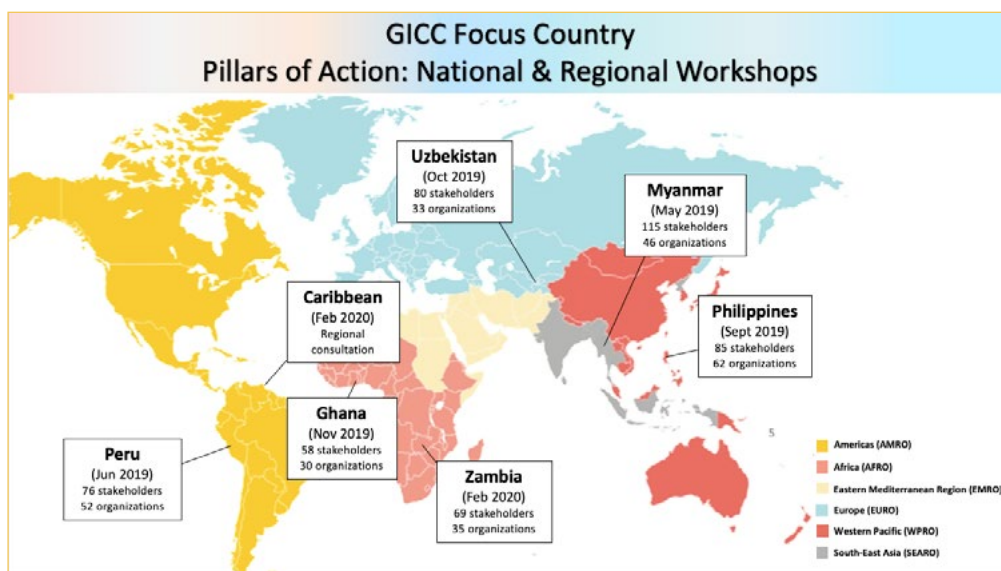 GICC Focus Country
Pillars of Action: National & Regional Workshops
Uzbekistan
(Oct 2019)
80 stakeholders
33 organizations
Myanmar
(May 2019)
115 stakeholders
46 organizations
Caribbean
(Feb 2020)
Regional
consultation
Philippines
(Sept 2019)
85 stakeholders
62 organizations
Ghana
(Nov 2019)
58 stakeholders
30 organizations
Peru
(Jun 2019)
76 stakeholders
52 organizations
Zambia
(Feb 2020)
69 stakeholders
35 organizations
5
Americas (AMRO)
Africa (AFRO)
Eastern Mediterranean Region (EMRO)
Europe (EURO)
Western Pacific (WPRO)
South-East Asia (SEARO)